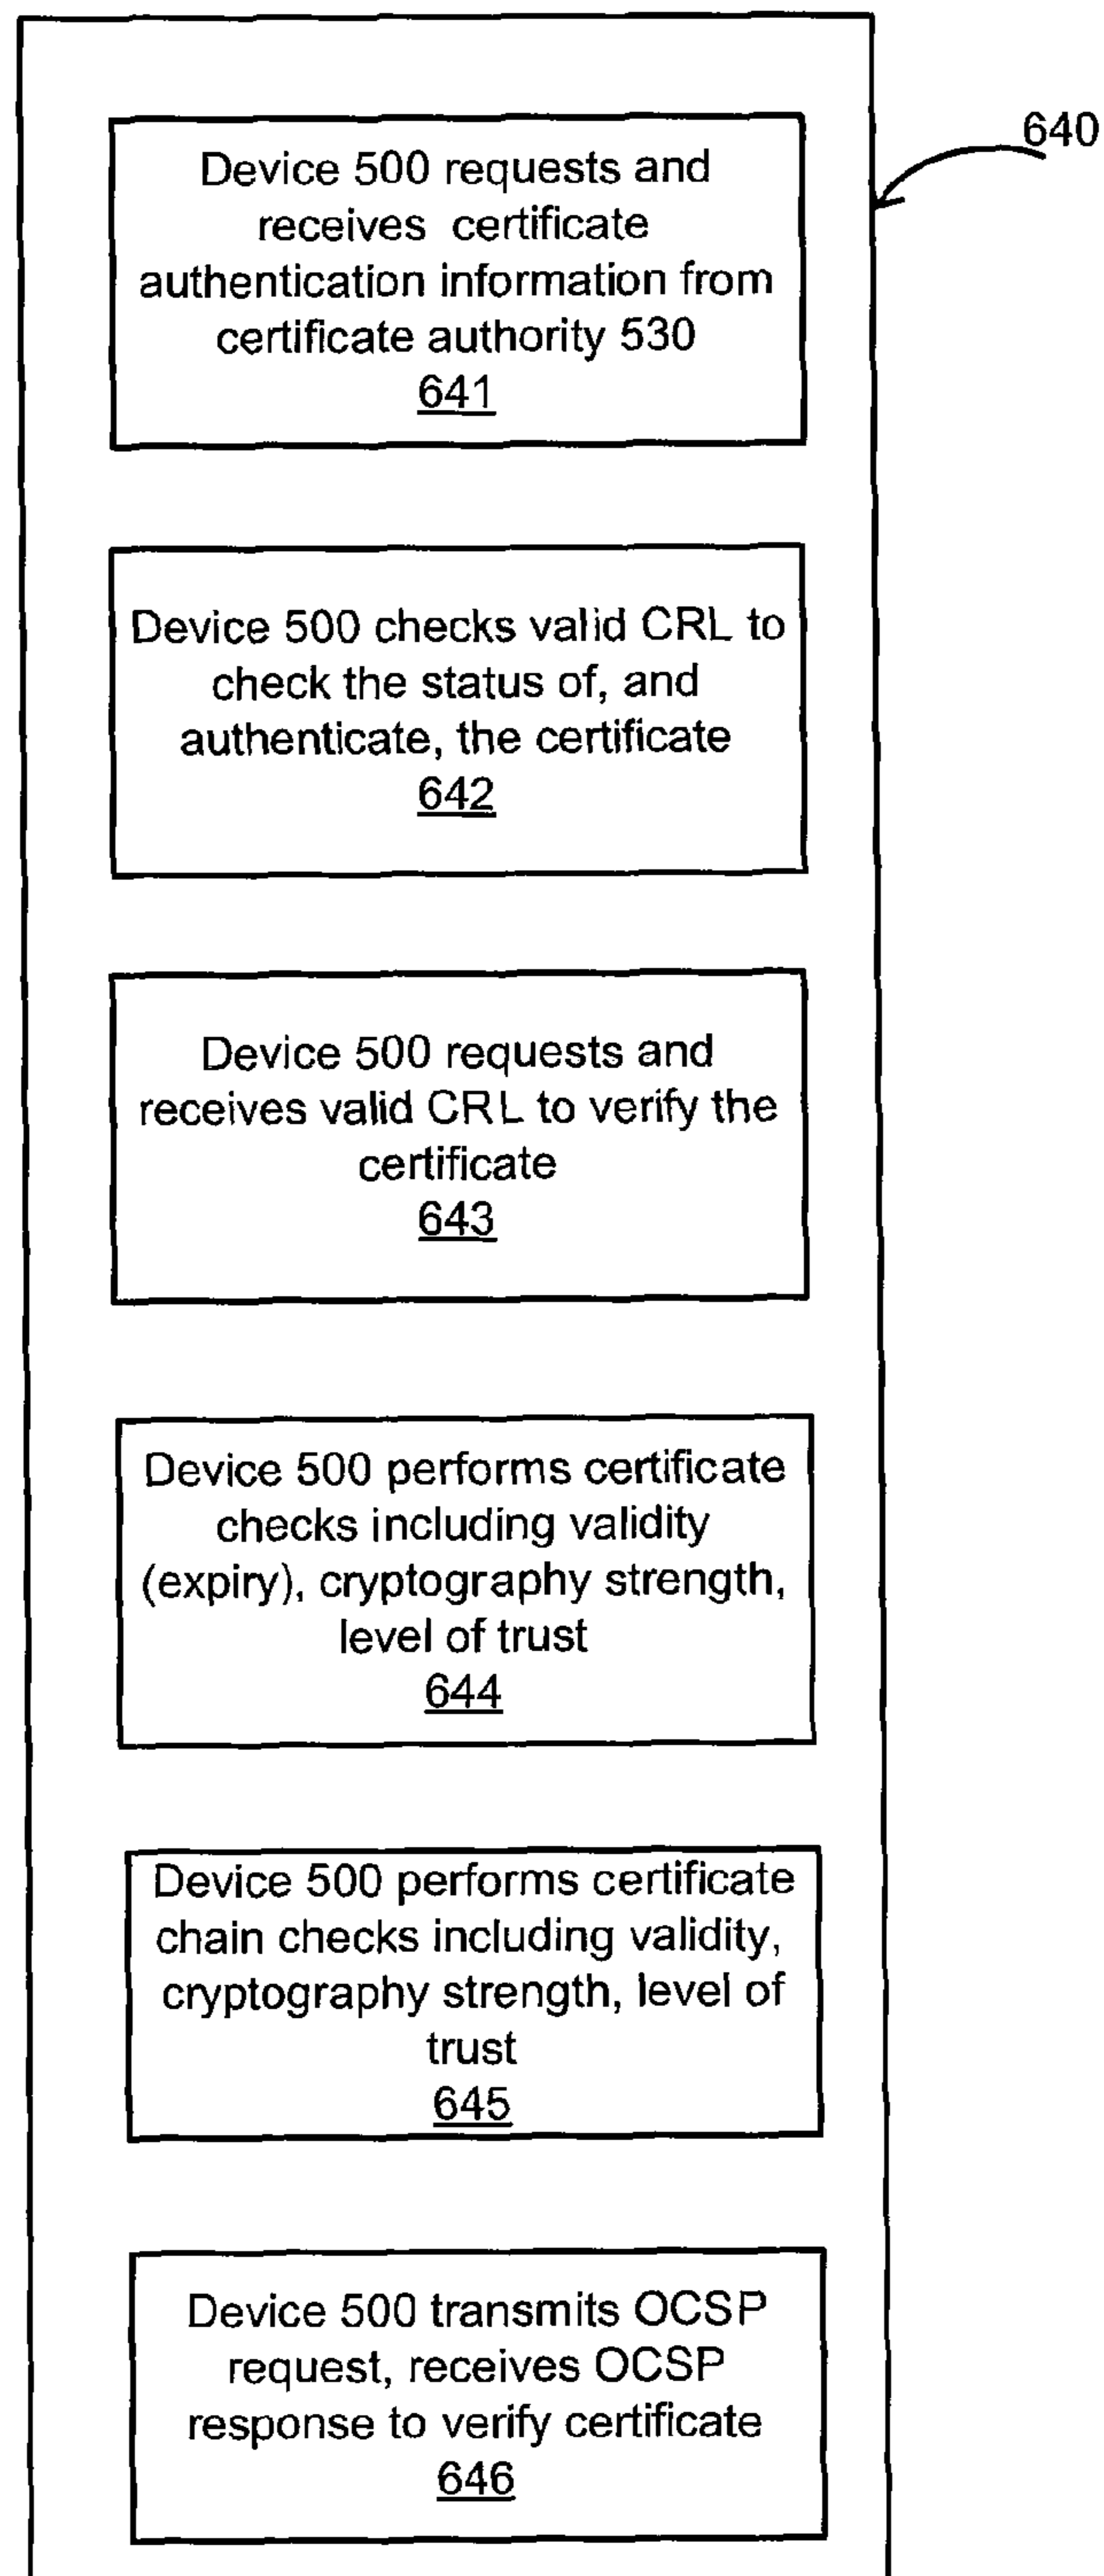 640
Device 500 requests and
receives certificate
authentication information from
certificate authority 530
641
Device 500 checks valid CRL to
check the status of, and
authenticate, the certificate
642
Device 500 requests and
receives valid CRL to verify the
certificate
643
Device 500 performs certificate
checks including validity
(expiry), cryptography strength,
level of trust
644
Device 500 performs certificate
chain checks including validity,
cryptography strength, level of
trust
645
Device 500 transmits OCSP
request, receives OCSP
response to verify certificate
646